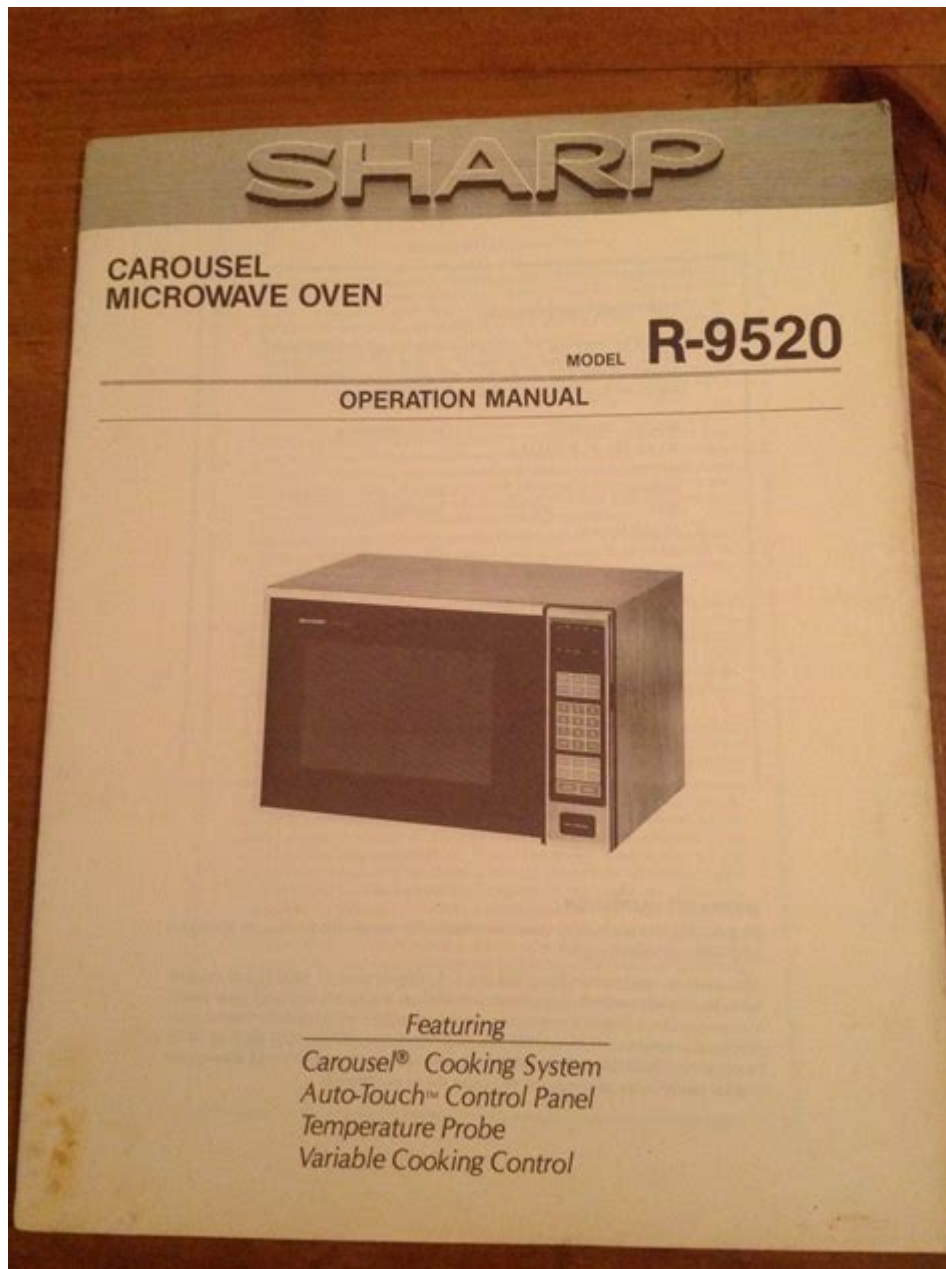 SHARP
CAROUSEL
MICROWAVE OVEN
MODEL R-9520
OPERATION MANUAL
Featuring
Carousel® Cooking System
Auto-Touch™ Control Panel
Temperature Probe
Variable Cooking Control